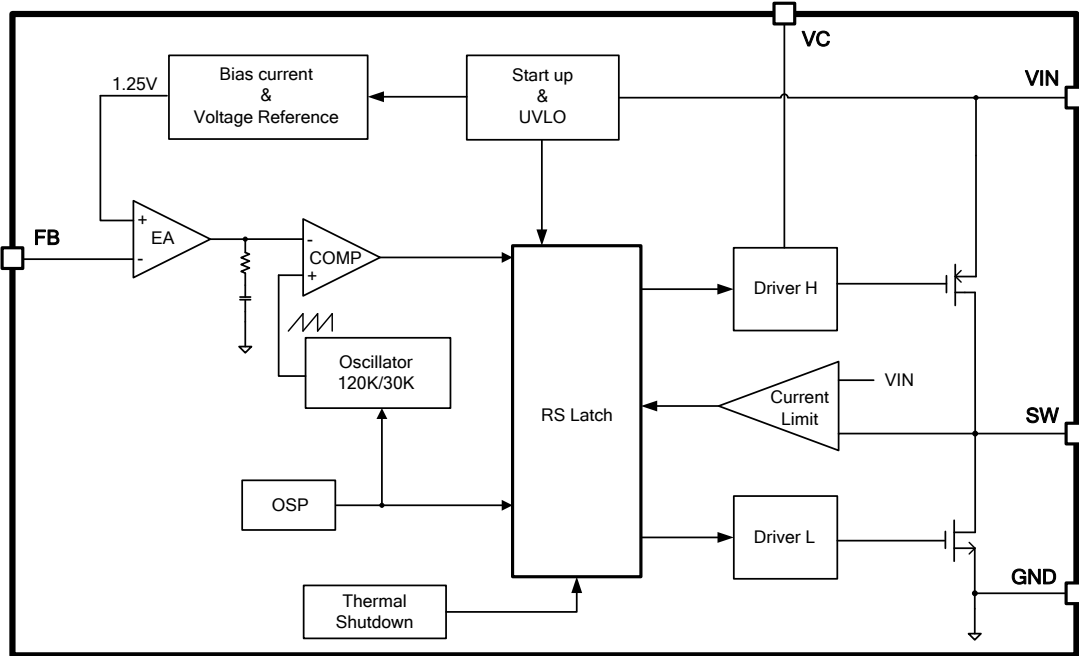 VC
VIN
1.25V
Bias current
&
Voltage Reference
Start up
&
UVLO
FB
+
EA
-
-
COMP
+
Driver H
Oscillator
120K/30K
RS Latch
VIN
Current
Limit
SW
OSP
Driver L
Thermal
Shutdown
GND